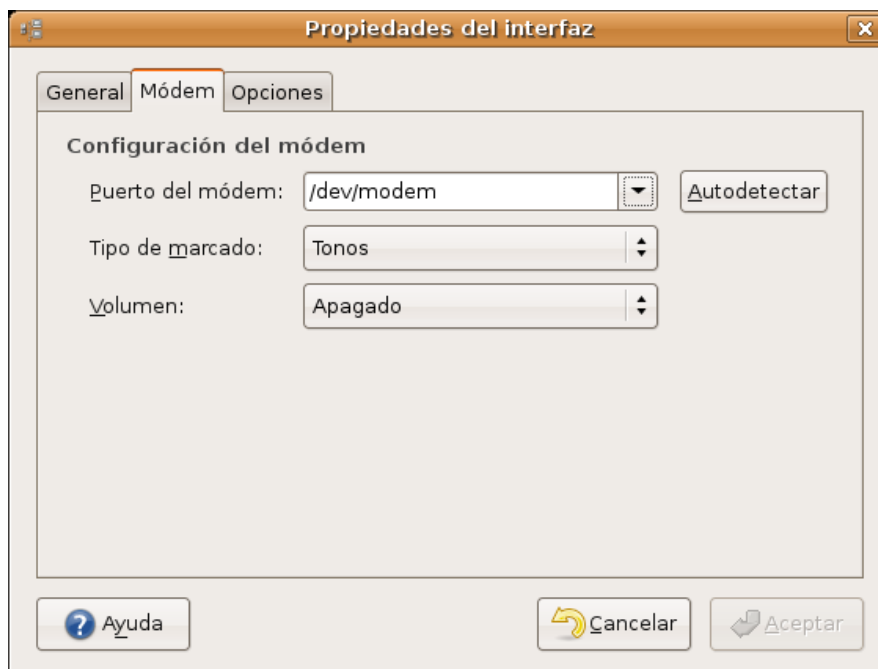 Propiedades del interfaz
General Módem Opciones
Configuración del módem
Puerto del módem: /dev/modem Autodetectar
Tipo de marcado: Tonos
Volumen: Apagado
Ayuda Cancelar Aceptar